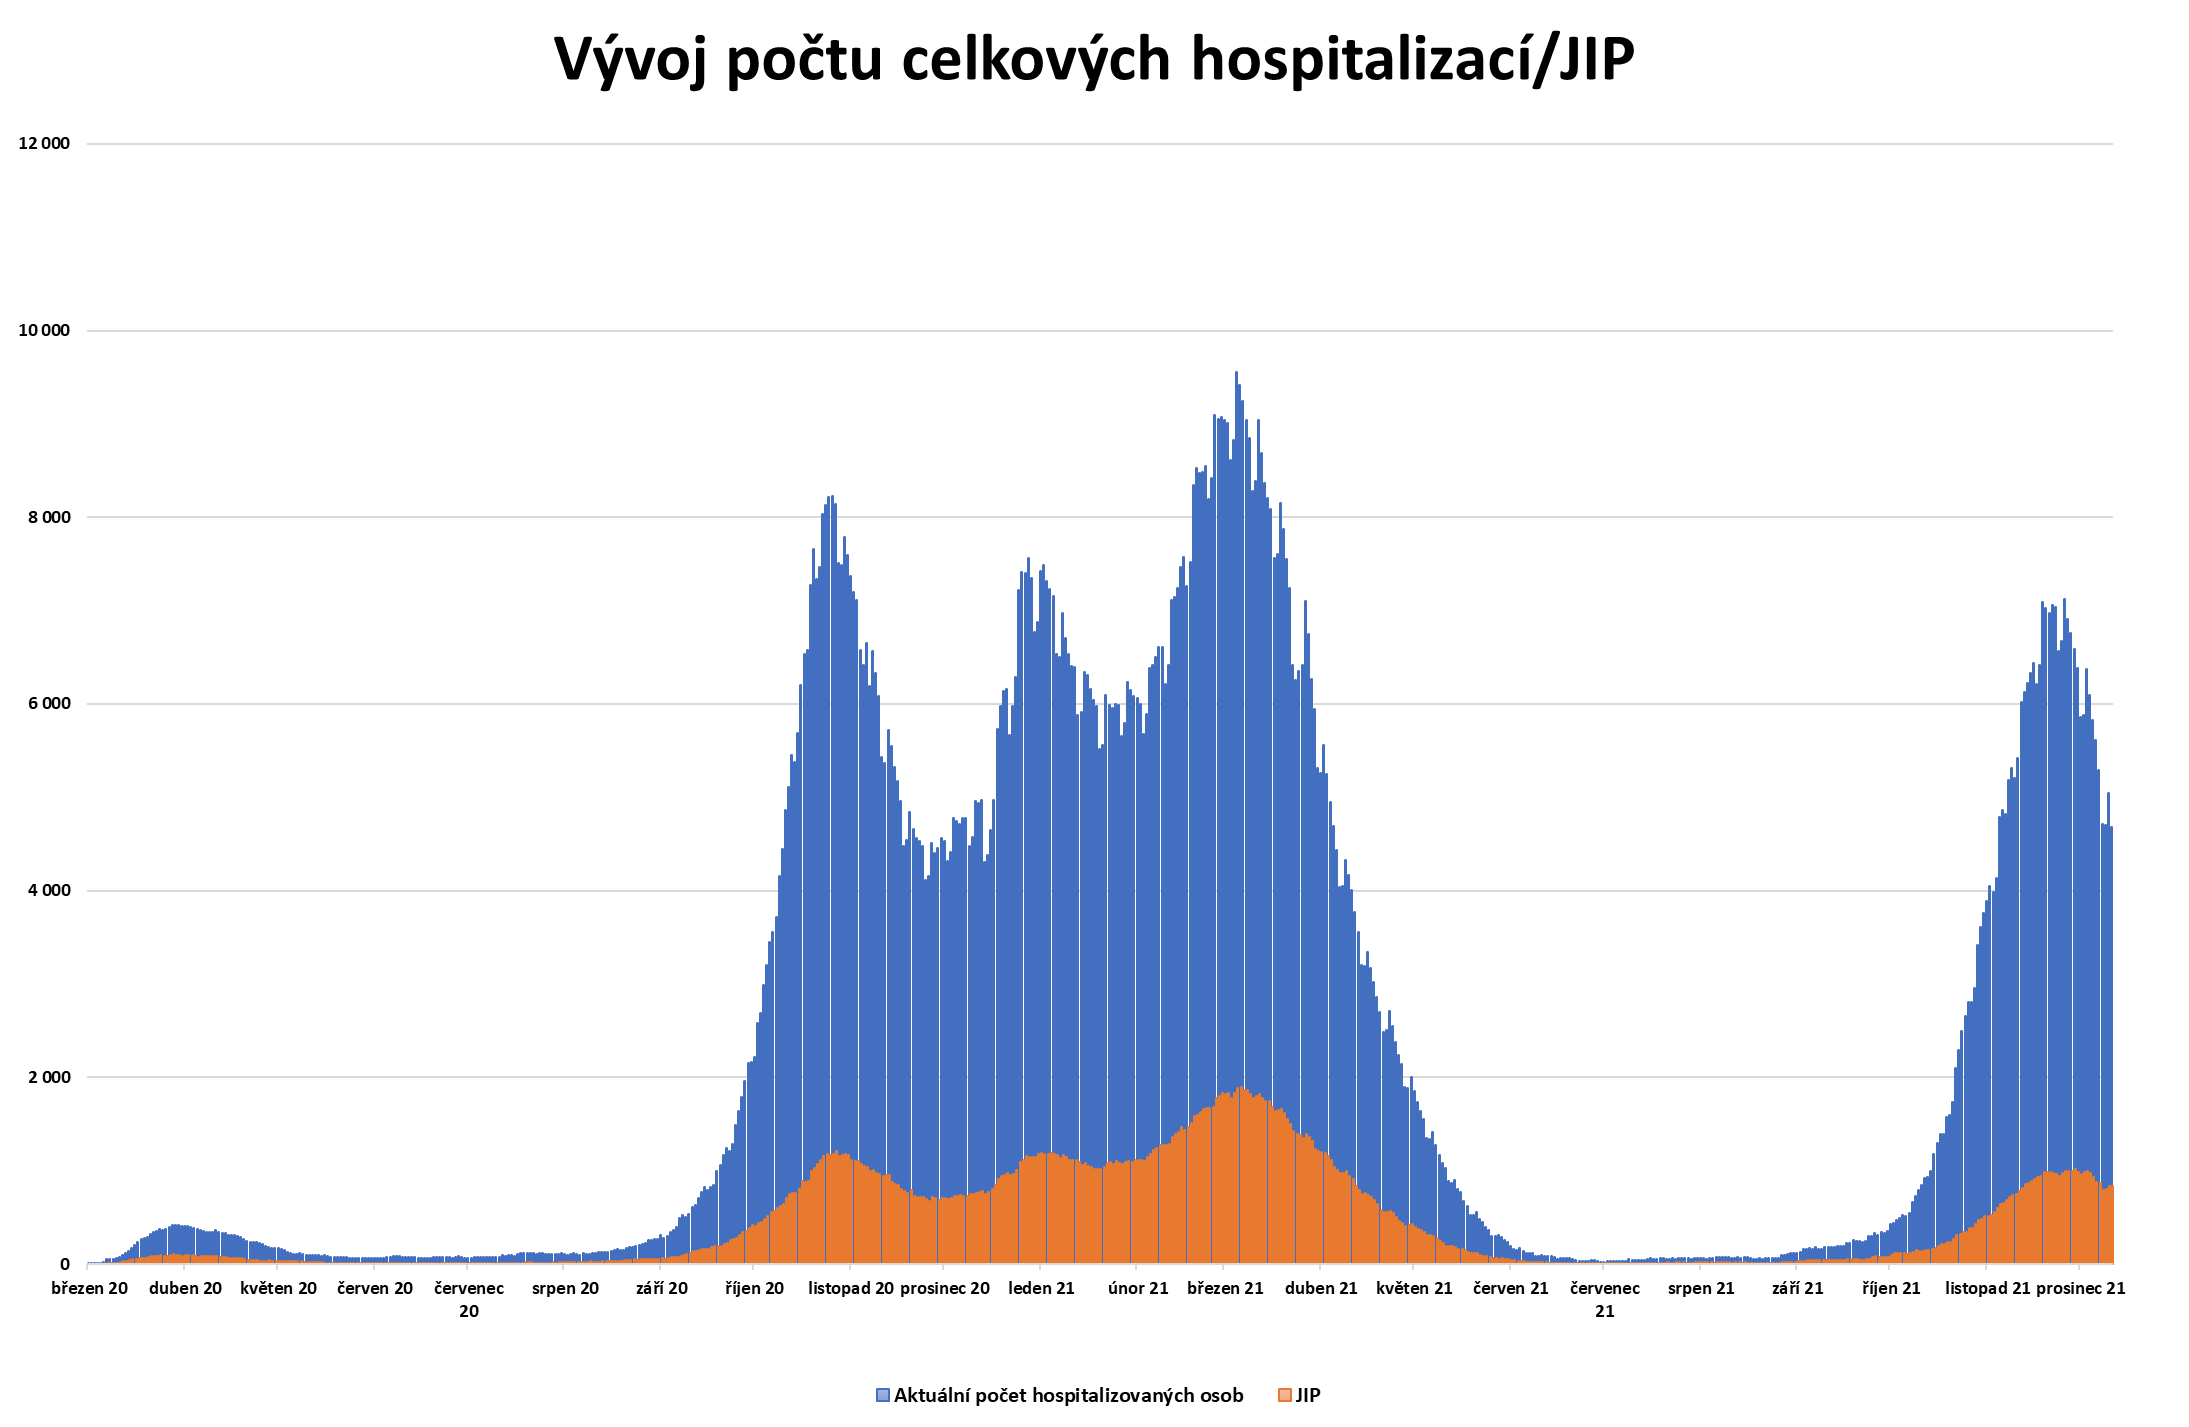 Vývoj počtu celkových hospitalizací/JIP
12 000
10 000
8 000
6 000
4 000
2 000
0
březen 20 duben 20 květen 20 červen 20 červenec 20 srpen 20 září 20 říjen 20 listopad 20 prosinec 20 leden 21 únor 21 březen 21 duben 21 květen 21 červen 21 červenec 21 srpen 21 září 21 říjen 21 listopad 21 prosinec 21
Aktuální počet hospitalizovaných osob JIP